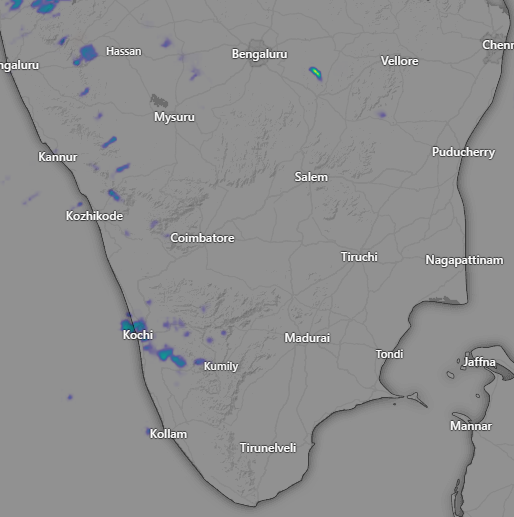 Hassan
Bengaluru
Chenn
ngaluru
Vellore
Mysuru
Kannur
Puducherry
Salem
Kozhikode
Coimbatore
Tiruchi
Nagapattinam
Kochi
Madurai
Tondi
Kumily
Jaffna
Kollam
Mannar
Tirunelveli